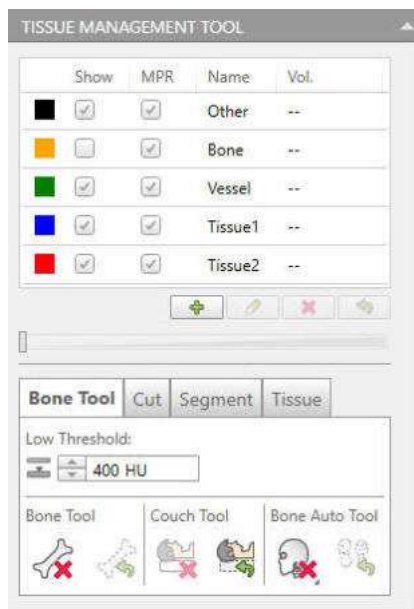 TISSUE MANAGEMENT TOOL
Show MPR Name Vol.
Other --
Bone --
Vessel --
Tissue1 --
Tissue2 --
Bone Tool Cut Segment Tissue
Low Threshold:
400 HU
Bone Tool Couch Tool Bone Auto Tool